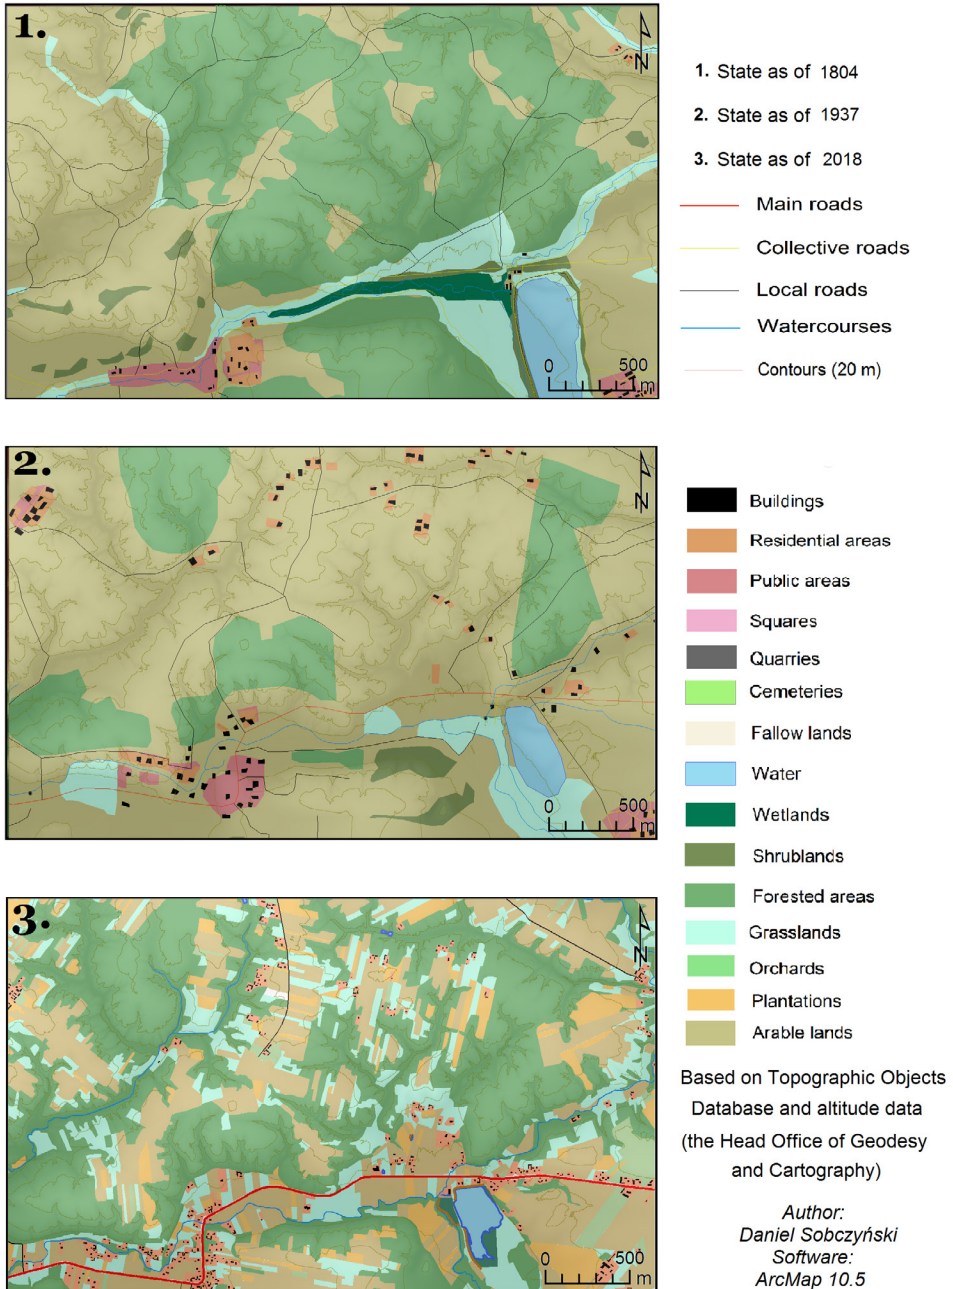 1.
N
0 500
m
2.
N
0 500
m
3.
N
0 500
m
1. State as of 1804
2. State as of 1937
3. State as of 2018
Main roads
Collective roads
Local roads
Watercourses
Contours (20 m)
Buildings
Residential areas
Public areas
Squares
Quarries
Cemeteries
Fallow lands
Water
Wetlands
Shrublands
Forested areas
Grasslands
Orchards
Plantations
Arable lands
Based on Topographic Objects
Database and altitude data
(the Head Office of Geodesy
and Cartography)
Author:
Daniel Sobczyński
Software:
ArcMap 10.5